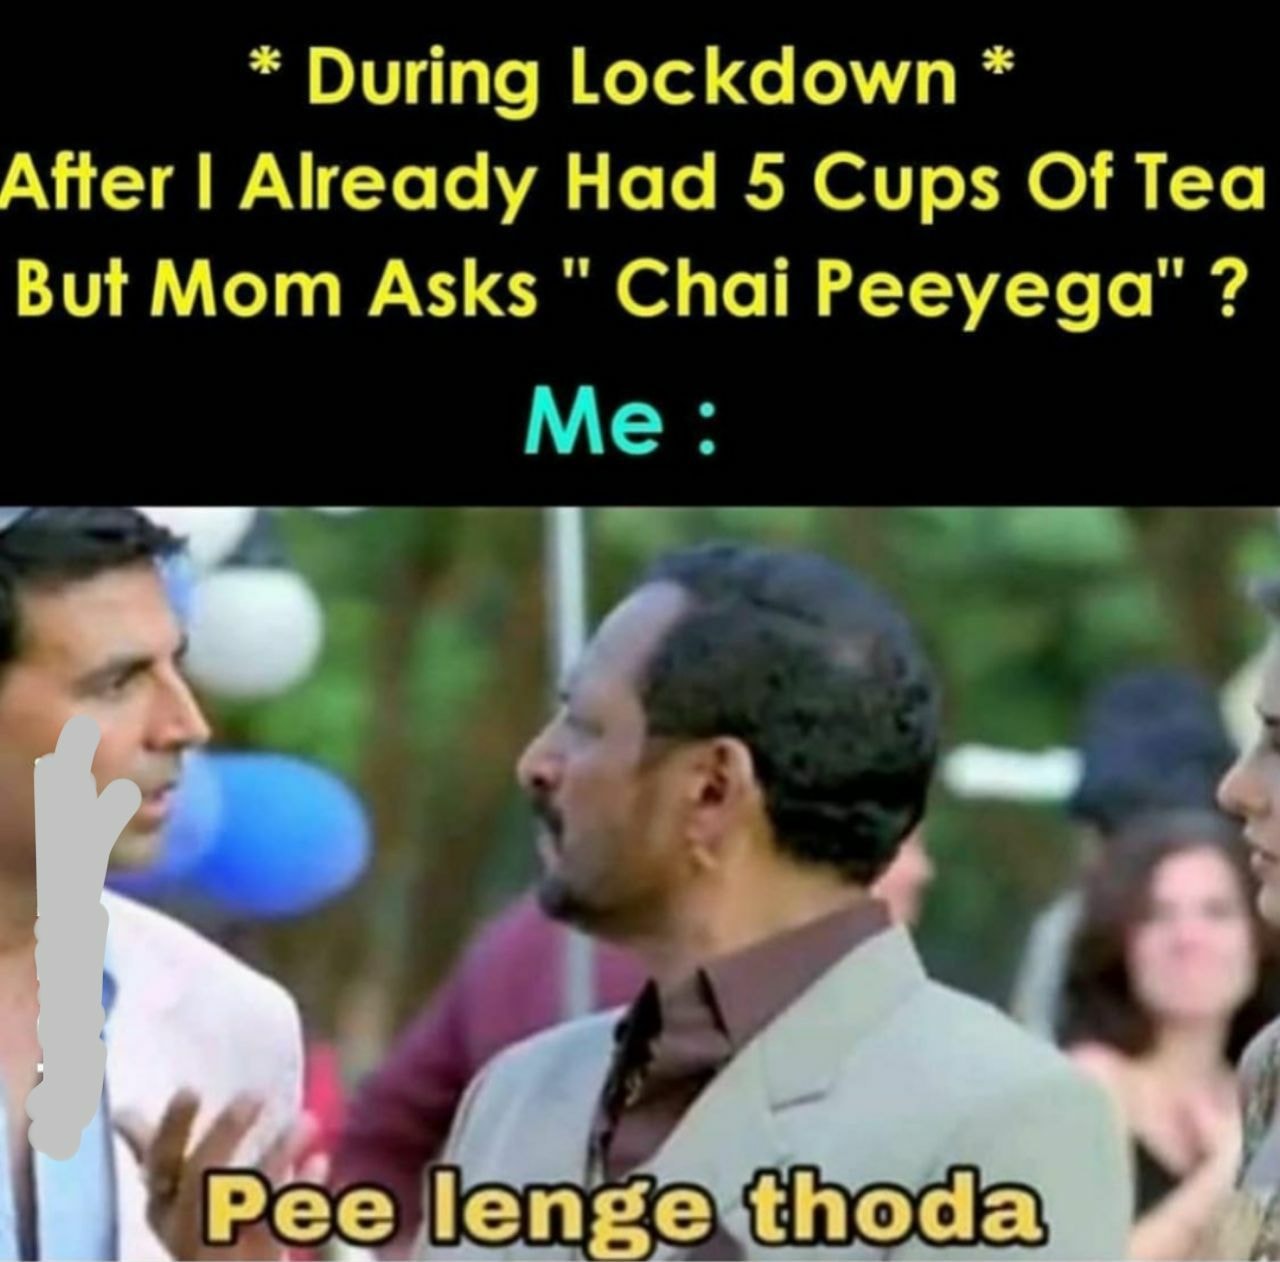 * During Lockdown *
After I Already Had 5 Cups Of Tea
But Mom Asks " Chai Peeyega" ?
Me :
Pee lenge thoda